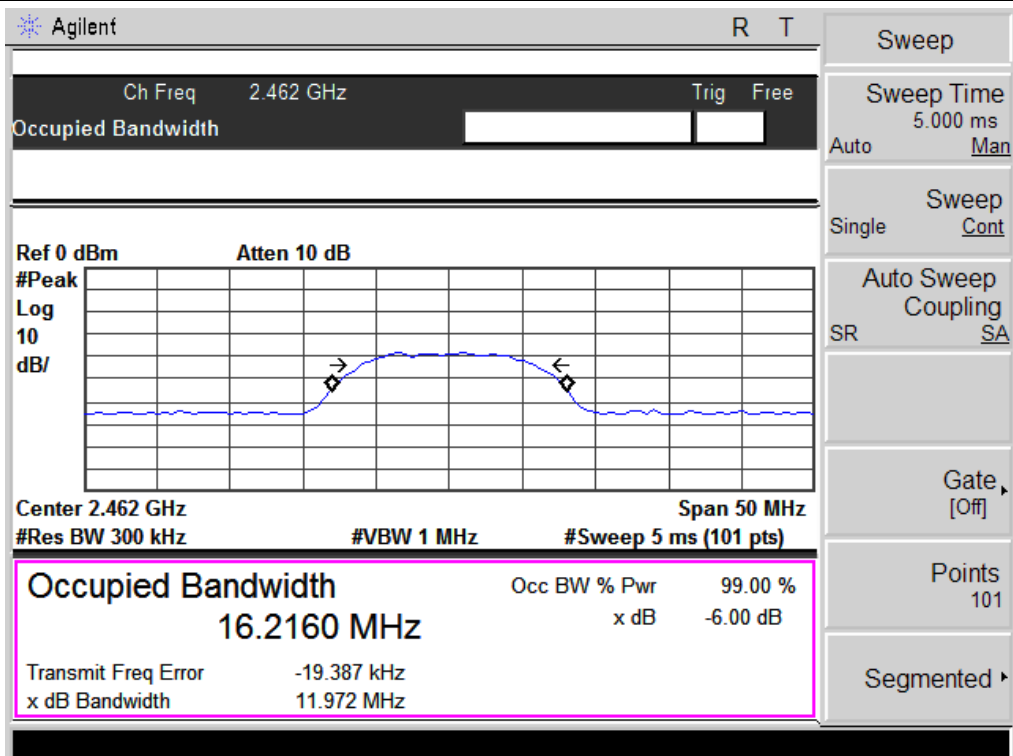 Agilent R T
Ch Freq 2.462 GHz Trig Free
Occupied Bandwidth
Ref 0 dBm Atten 10 dB
#Peak
Log
10
dB/
Center 2.462 GHz Span 50 MHz
#Res BW 300 kHz #VBW 1 MHz #Sweep 5 ms (101 pts)
Occupied Bandwidth Occ BW % Pwr 99.00 %
16.2160 MHz x dB -6.00 dB
Transmit Freq Error -19.387 kHz
x dB Bandwidth 11.972 MHz
Sweep
Sweep Time
5.000 ms
Auto Man
Sweep
Single Cont
Auto Sweep
Coupling
SR SA
Gate
[Off]
Points
101
Segmented